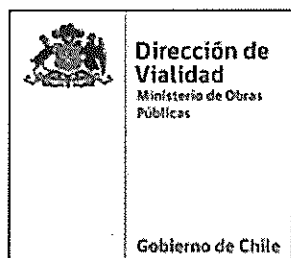 Dirección de
Vialidad
Ministerio de Obras
Públicas
Gobierno de Chile